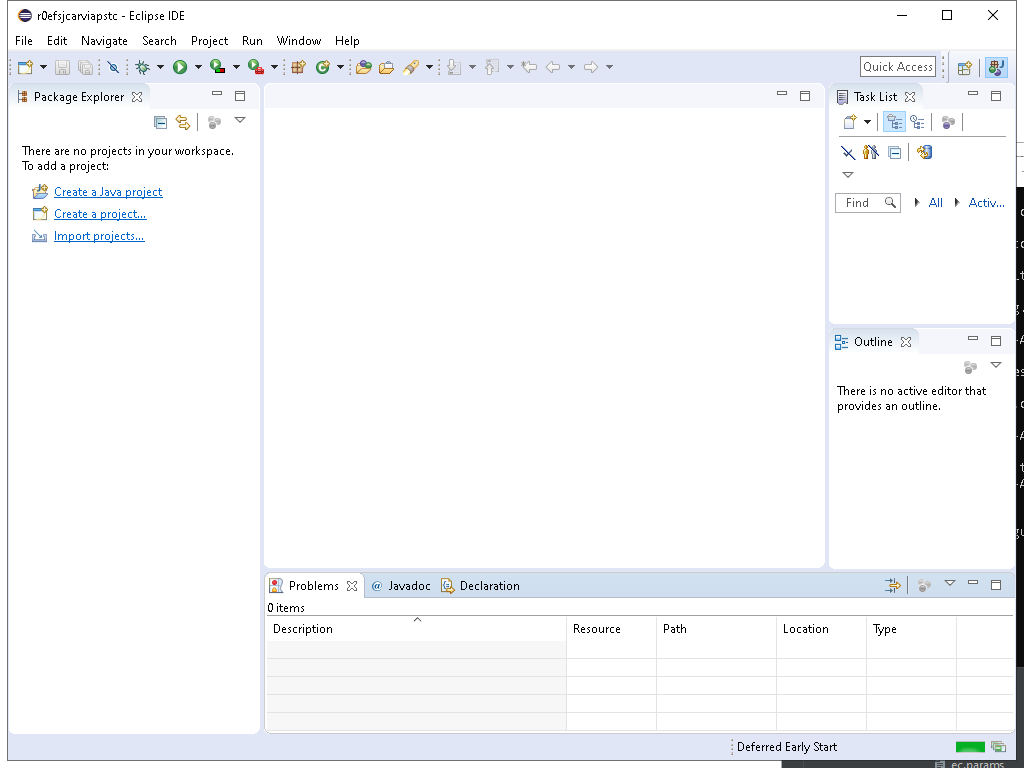 r0efsjcarviapstc - Eclipse IDE
File Edit Navigate Search Project Run Window Help
Quick Access
Package Explorer
There are no projects in your workspace.
To add a project:
Create a Java project
Create a project...
Import projects...
Task List
Find
All
Activ...
Outline
There is no active editor that
provides an outline.
Problems
@ Javadoc
Declaration
0 items
Description Resource Path Location Type
Deferred Early Start
ec.params